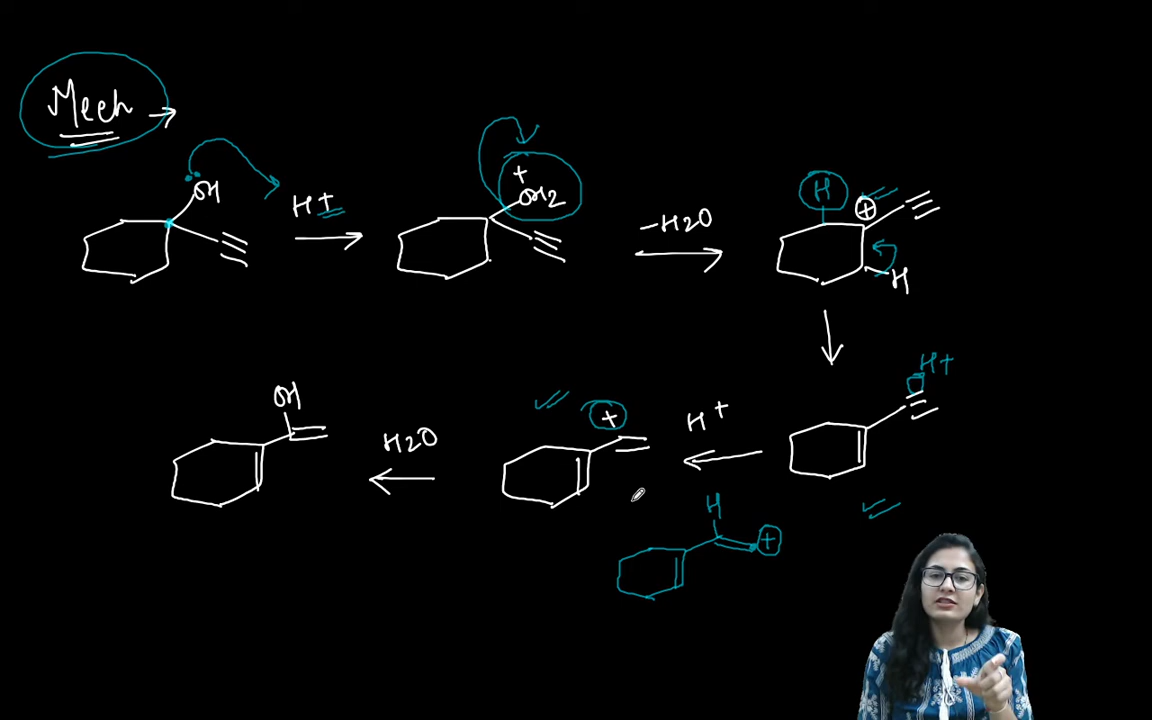 Mech →
OH
H+
+
OH2
-H2O
H
+
H
H+
H+
+
H2O
OH
H
+